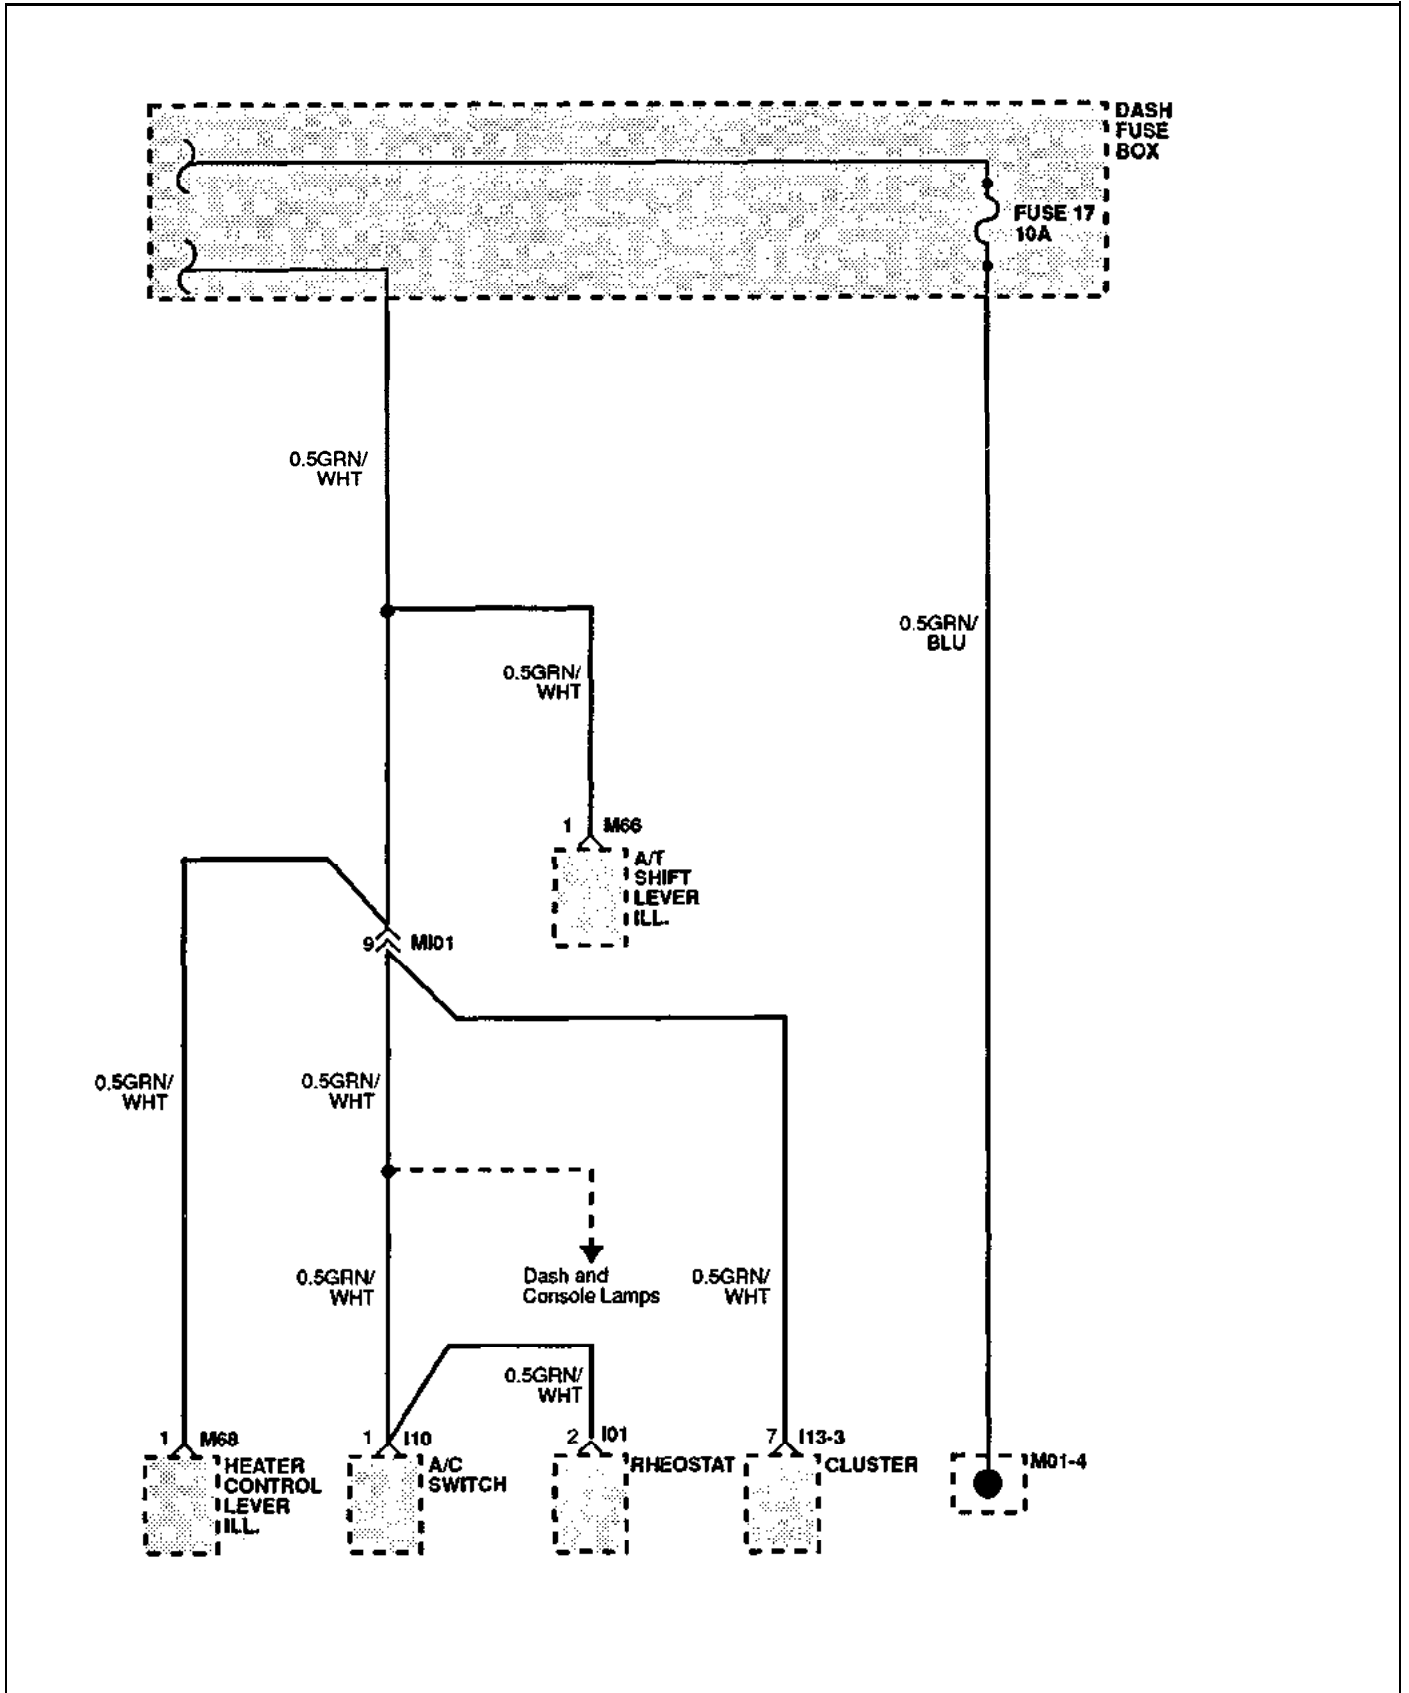 DASH
FUSE
BOX
FUSE 17
10A
0.5GRN/
WHT
0.5GRN/
BLU
0.5GRN/
WHT
1 M66
A/T
SHIFT
LEVER
ILL.
9 MI01
0.5GRN/
WHT
0.5GRN/
WHT
0.5GRN/
WHT
Dash and
Console Lamps
0.5GRN/
WHT
0.5GRN/
WHT
1 M68
HEATER
CONTROL
LEVER
ILL.
1 I10
A/C
SWITCH
2 I01
RHEOSTAT
7 I13-3
CLUSTER
M01-4